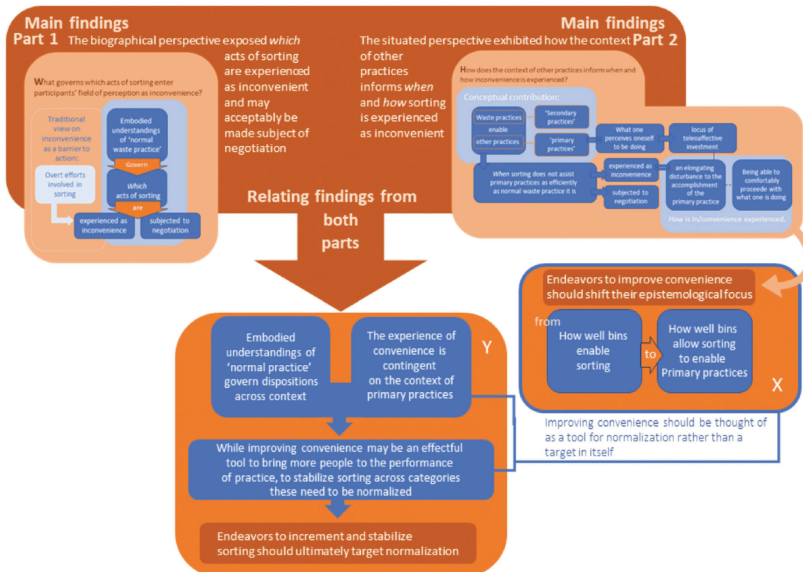 Main findings
Part 1
The biographical perspective exposed which
acts of sorting
are experienced
as inconvenient
and may
acceptably be
made subject of
negotiation
Main findings
Part 2
The situated perspective exhibited how the context
of other
practices
informs when
and how sorting
is experienced
as inconvenient
What governs which acts of sorting enter
participants' field of perception as inconvenience?
Traditional
view on
inconvenience
as a barrier to
action:
Overt efforts
involved in
sorting
Embodied
understandings
of 'normal
waste practice'
Govern
Which
acts of sorting
are
experienced as
inconvenience
subjected to
negotiation
How does the context of other practices inform when and
how inconvenience is experienced?
Conceptual contribution:
Waste practices
enable
other practices
'Secondary
practices'
'primary
practices'
What one
perceives oneself
to be doing
locus of
teleoaffective
investment
When sorting does not assist
primary practices as efficiently
as normal waste practice it is
experienced as
inconvenience
subjected to
negotiation
an elongating
disturbance to the
accomplishment
of the
primary practice
Being able to
comfortably
proceede with
what one is doing
How is in/convenience experienced.
Relating findings from
both
parts
Endeavors to improve convenience
should shift their epistemological focus
from
How well bins
enable
sorting
to
How well bins
allow sorting
to enable
Primary practices
X
Embodied
understandings of
'normal practice'
govern dispositions
across context
The experience of
convenience is
contingent
on the context of
primary practices
Y
Improving convenience should be thought of
as a tool for normalization rather than a
target in itself
While improving convenience may be an effectful
tool to bring more people to the performance
of practice, to stabilize sorting across categories
these need to be normalized
Endeavors to increment and stabilize
sorting should ultimately target normalization